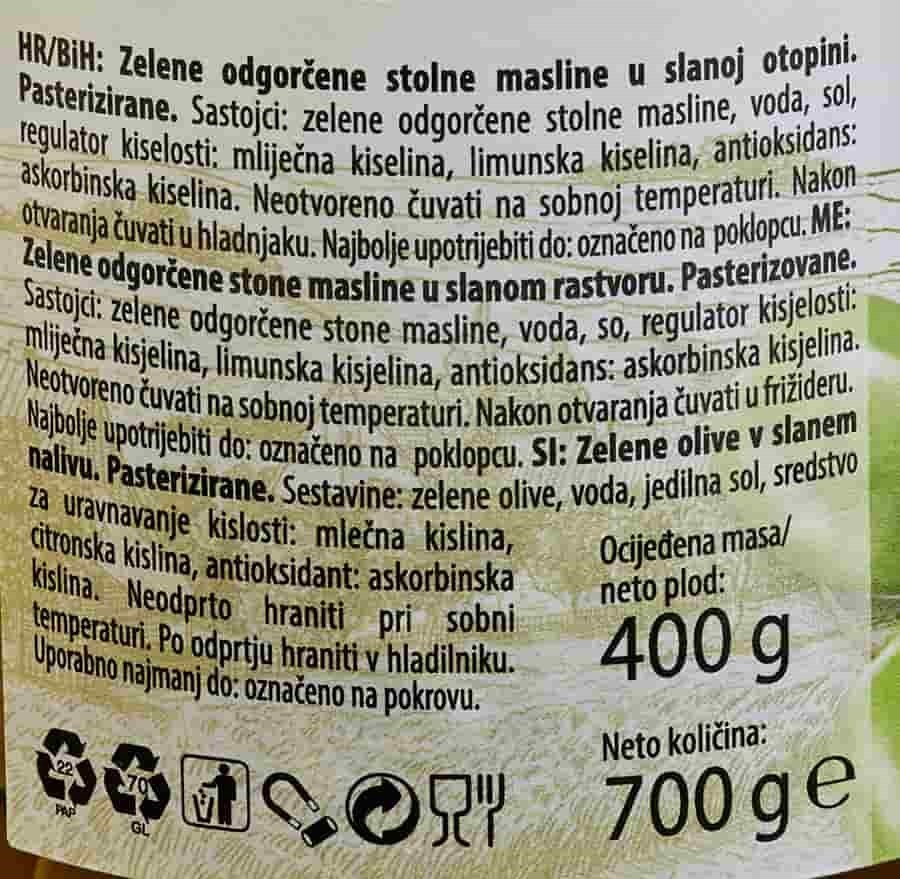 HR/BiH: Zelene odgorčene stolne masline u slanoj otopini.
Pasterizirane. Sastojci: zelene odgorčene stolne masline, voda, sol,
regulator kiselosti: mliječna kiselina, limunska kiselina, antioksidans:
askorbinska kiselina. Neotvoreno čuvati na sobnoj temperaturi. Nakon
otvaranja čuvati u hladnjaku. Najbolje upotrijebiti do: označeno na poklopcu. ME:
Zelene odgorčene stone masline u slanom rastvoru. Pasterizovane.
Sastojci: zelene odgorčene stone masline, voda, so, regulator kisjelosti:
mliječna kisjelina, limunska kisjelina, antioksidans: askorbinska kisjelina.
Neotvoreno čuvati na sobnoj temperaturi. Nakon otvaranja čuvati u frižideru.
Najbolje upotrijebiti do: označeno na poklopcu. SI: Zelene olive v slanem
nalivu. Pasterizirane. Sestavine: zelene olive, voda, jedilna sol, sredstvo
za uravnavanje kislosti: mlečna kislina,
citronska kislina, antioksidant: askorbinska
kislina. Neodprto hraniti pri sobni
temperaturi. Po odprtju hraniti v hladilniku.
Uporabno najmanj do: označeno na pokrovu.
Ocijeđena masa/
neto plod:
400 g
Neto količina:
700 g e
22
PAP
70
GL